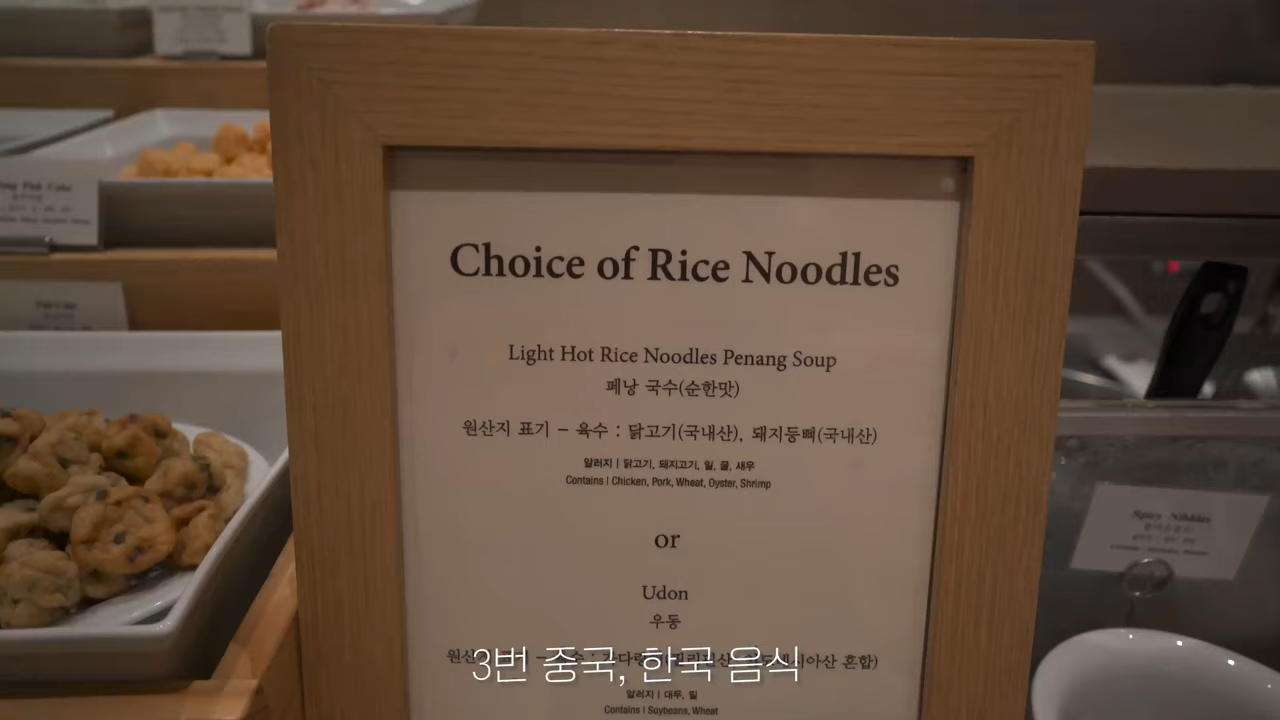 Choice of Rice Noodles
Light Hot Rice Noodles Penang Soup
페낭 국수(순한맛)
원산지 표기 – 육수 : 닭고기(국내산), 돼지등뼈(국내산)
알러지 | 닭고기, 돼지고기, 밀, 굴, 새우
Contains | Chicken, Pork, Wheat, Oyster, Shrimp
or
Udon
우동
3번 중국, 한국 음식
알러지 | 대두, 밀
Contains | Soybeans, Wheat
Fish Cake
Spicy Nibbles